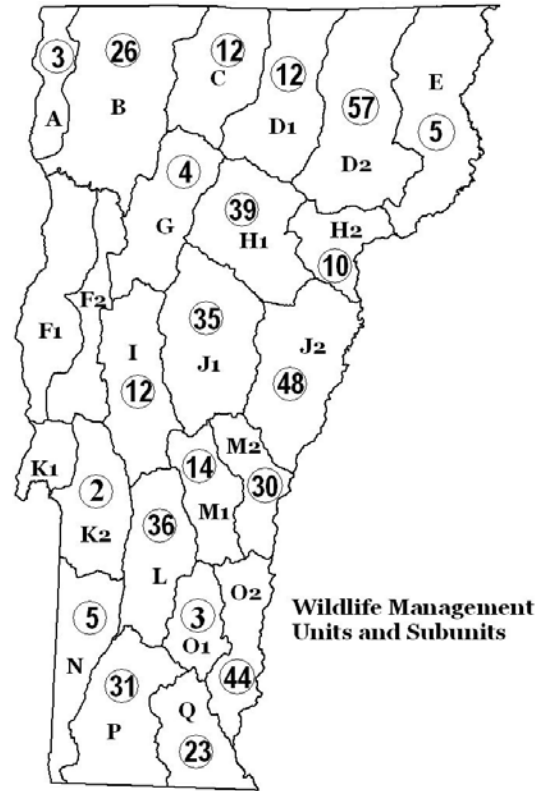 3
26
12
12
57
E
A
B
C
D1
D2
5
4
G
39
H1
H2
10
F1
F2
I
12
35
J1
J2
48
K1
2
K2
14
M1
M2
30
36
L
5
N
3
O1
O2
44
31
P
Q
23
Wildlife Management
Units and Subunits